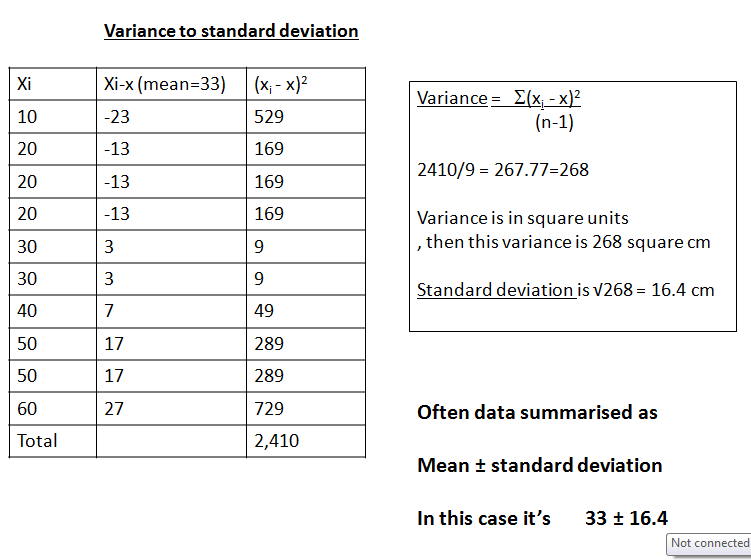 Variance to standard deviation
Xi Xi-x (mean=33) (xi - x)2
10 -23 529
20 -13 169
20 -13 169
20 -13 169
30 3 9
30 3 9
40 7 49
50 17 289
50 17 289
60 27 729
Total 2,410
Variance = Σ(xi - x)2
(n-1)
2410/9 = 267.77=268
Variance is in square units
, then this variance is 268 square cm
Standard deviation is √268 = 16.4 cm
Often data summarised as
Mean ± standard deviation
In this case it’s 33 ± 16.4
Not connected